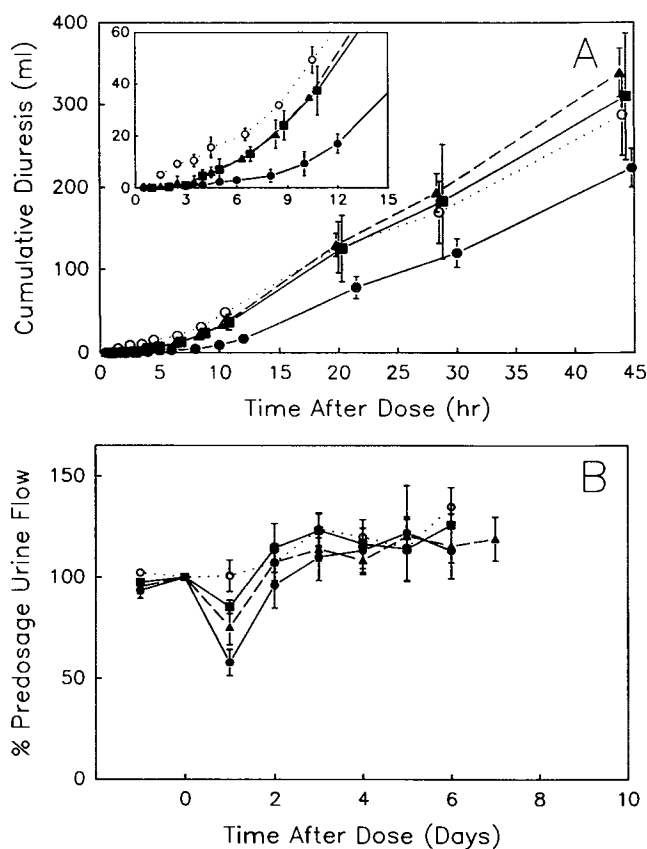 400
300
200
100
0
Cumulative Diuresis (ml)
60
40
20
0
0 3 6 9 12 15
A
0 5 10 15 20 25 30 35 40 45
Time After Dose (hr)
150
100
50
0
% Predosage Urine Flow
B
0 2 4 6 8 10
Time After Dose (Days)